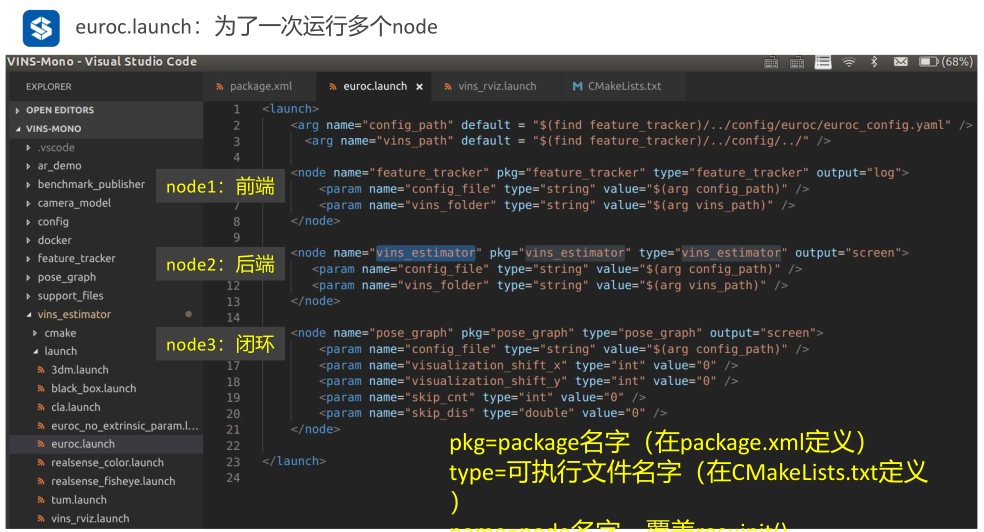 euroc.launch：为了一次运行多个node
VINS-Mono - Visual Studio Code
(68%)
EXPLORER
package.xml
euroc.launch ×
vins_rviz.launch
M CMakeLists.txt
OPEN EDITORS
VINS-MONO
.vscode
ar_demo
benchmark_publisher
camera_model
config
docker
feature_tracker
pose_graph
support_files
vins_estimator
cmake
launch
3dm.launch
black_box.launch
cla.launch
euroc_no_extrinsic_param.l...
euroc.launch
realsense_color.launch
realsense_fisheye.launch
tum.launch
vins_rviz.launch
node1：前端
node2：后端
node3：闭环
1 <launch>
2 <arg name="config_path" default = "$(find feature_tracker)/../config/euroc/euroc_config.yaml" />
3 <arg name="vins_path" default = "$(find feature_tracker)/../config/../" />
4
<node name="feature_tracker" pkg="feature_tracker" type="feature_tracker" output="log">
<param name="config_file" type="string" value="$(arg config_path)" />
7 <param name="vins_folder" type="string" value="$(arg vins_path)" />
8 </node>
9
<node name="vins_estimator" pkg="vins_estimator" type="vins_estimator" output="screen">
<param name="config_file" type="string" value="$(arg config_path)" />
12 <param name="vins_folder" type="string" value="$(arg vins_path)" />
13 </node>
14
<node name="pose_graph" pkg="pose_graph" type="pose_graph" output="screen">
<param name="config_file" type="string" value="$(arg config_path)" />
17 <param name="visualization_shift_x" type="int" value="0" />
18 <param name="visualization_shift_y" type="int" value="0" />
19 <param name="skip_cnt" type="int" value="0" />
20 <param name="skip_dis" type="double" value="0" />
21 </node>
22
23 </launch>
24
pkg=package名字（在package.xml定义）
type=可执行文件名字（在CMakeLists.txt定义
）
name=node名字，覆盖ros::init()